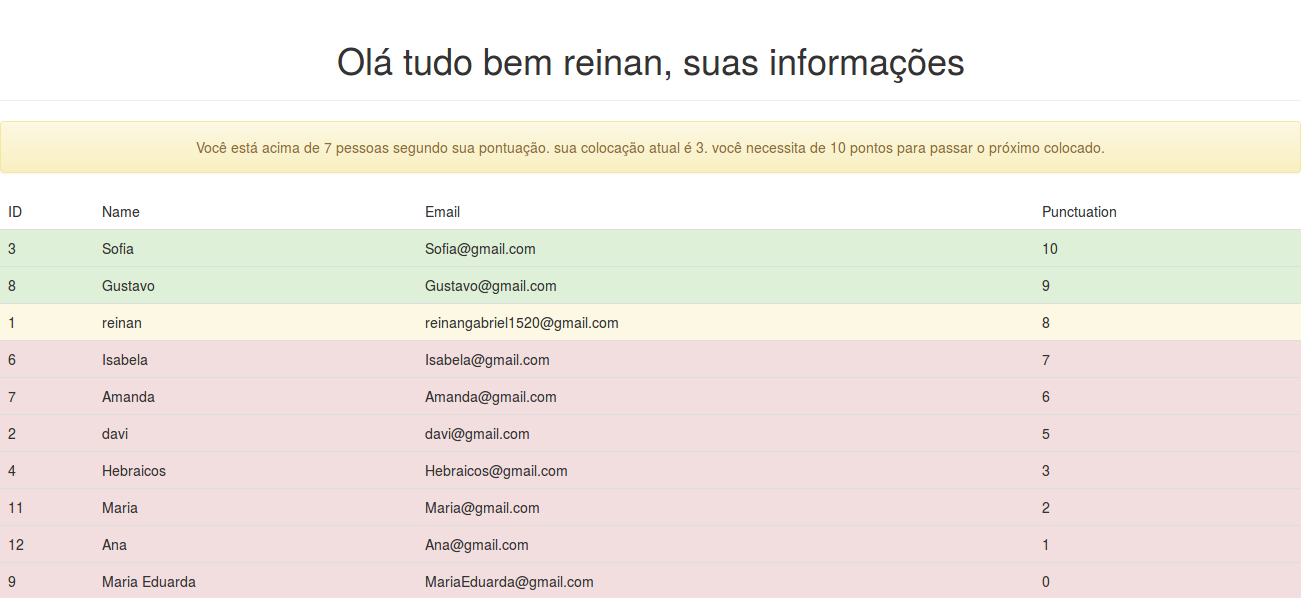 Olá tudo bem reinan, suas informações
Você está acima de 7 pessoas segundo sua pontuação. sua colocação atual é 3. você necessita de 10 pontos para passar o próximo colocado.
ID Name Email Punctuation
3 Sofia Sofia@gmail.com 10
8 Gustavo Gustavo@gmail.com 9
1 reinan reinangabriel1520@gmail.com 8
6 Isabela Isabela@gmail.com 7
7 Amanda Amanda@gmail.com 6
2 davi davi@gmail.com 5
4 Hebraicos Hebraicos@gmail.com 3
11 Maria Maria@gmail.com 2
12 Ana Ana@gmail.com 1
9 Maria Eduarda MariaEduarda@gmail.com 0